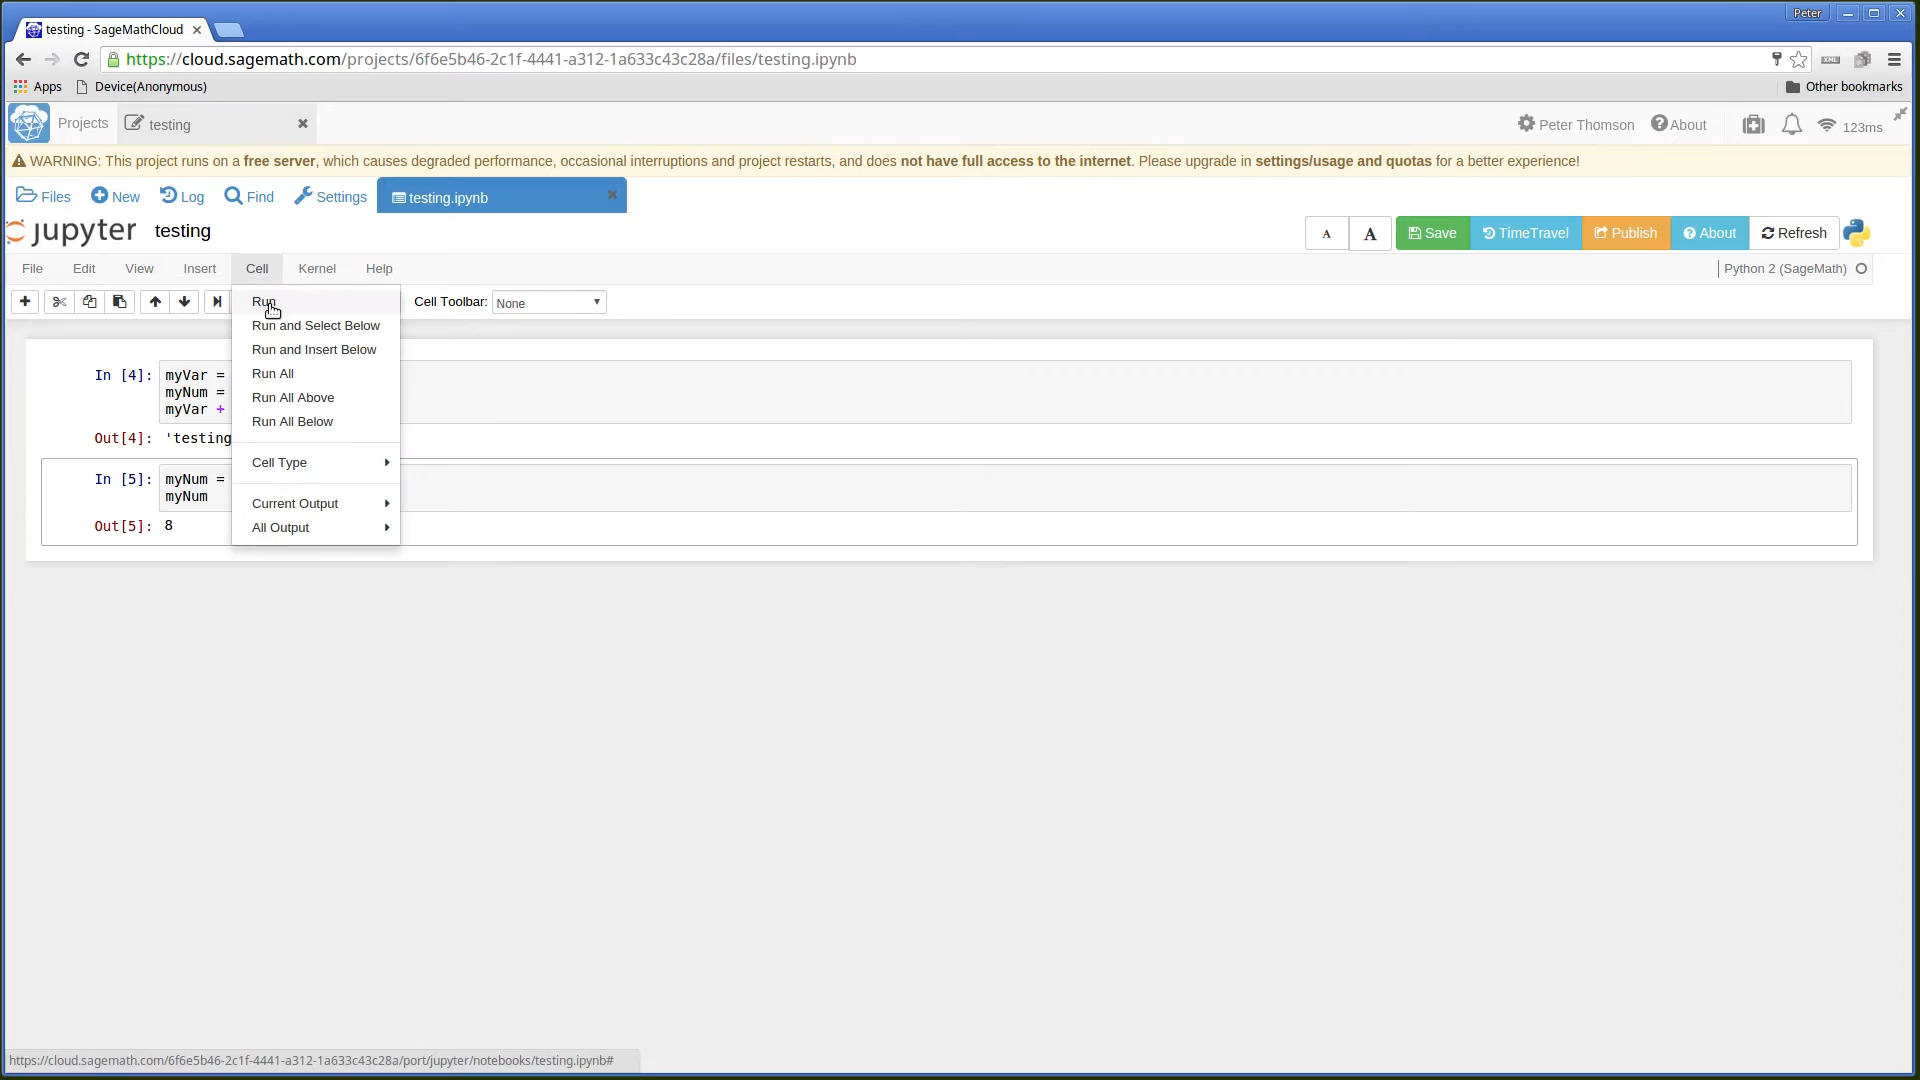 Peter
testing - SageMathCloud
https://cloud.sagemath.com/projects/6f6e5b46-2c1f-4441-a312-1a633c43c28a/files/testing.ipynb
Apps Device(Anonymous) Other bookmarks
Projects testing Peter Thomson About 123ms
WARNING: This project runs on a free server, which causes degraded performance, occasional interruptions and project restarts, and does not have full access to the internet. Please upgrade in settings/usage and quotas for a better experience!
Files New Log Find Settings testing.ipynb
jupyter testing A A Save TimeTravel Publish About Refresh
File Edit View Insert Cell Kernel Help Python 2 (SageMath)
Run Cell Toolbar: None
Run and Select Below
Run and Insert Below
Run All
Run All Above
Run All Below
Cell Type
Current Output
All Output
In [4]: myVar =
myNum =
myVar +
Out[4]: 'testing
In [5]: myNum =
myNum
Out[5]: 8
https://cloud.sagemath.com/6f6e5b46-2c1f-4441-a312-1a633c43c28a/port/jupyter/notebooks/testing.ipynb#